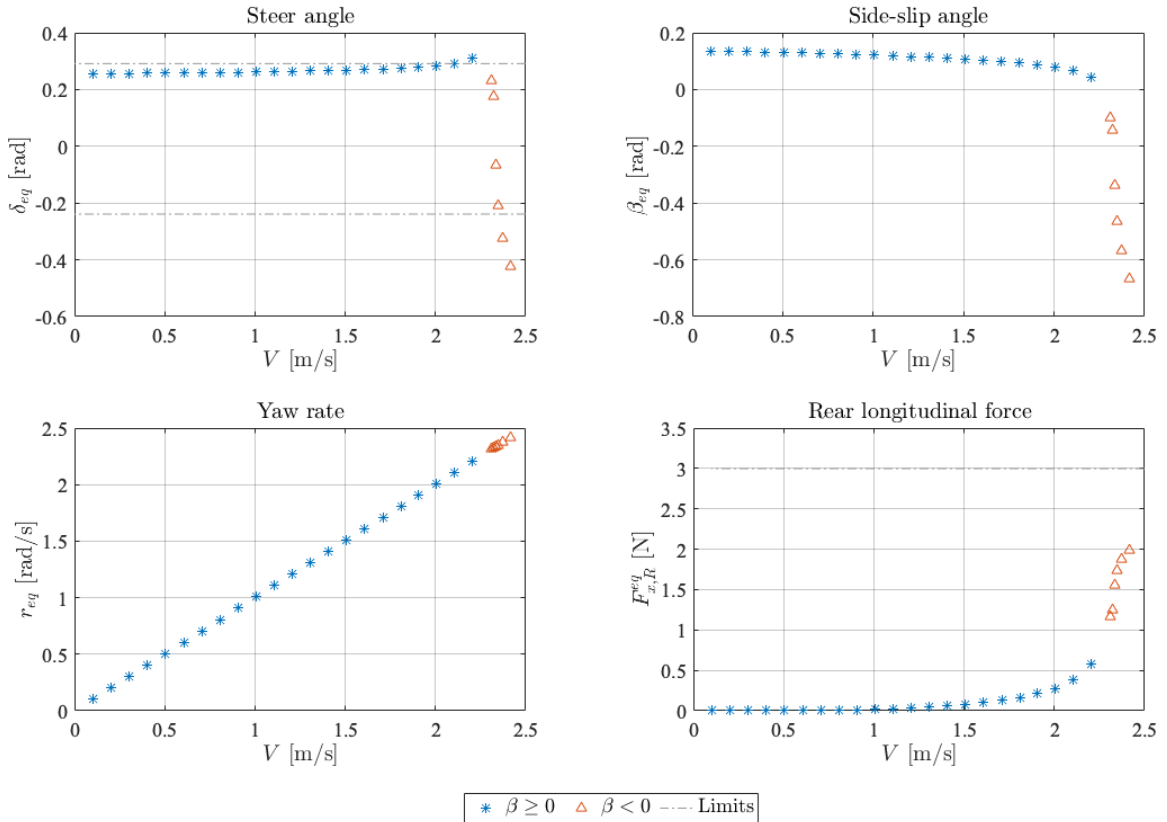 Steer angle
0.4
0.2
0
-0.2
-0.4
-0.6
δ_eq [rad]
0 0.5 1 1.5 2 2.5
V [m/s]
Side-slip angle
0.2
0
-0.2
-0.4
-0.6
-0.8
β_eq [rad]
0 0.5 1 1.5 2 2.5
V [m/s]
Yaw rate
2.5
2
1.5
1
0.5
0
r_eq [rad/s]
0 0.5 1 1.5 2 2.5
V [m/s]
Rear longitudinal force
3.5
3
2.5
2
1.5
1
0.5
0
F_{x,R}^{eq} [N]
0 0.5 1 1.5 2 2.5
V [m/s]
β ≥ 0 β < 0 Limits